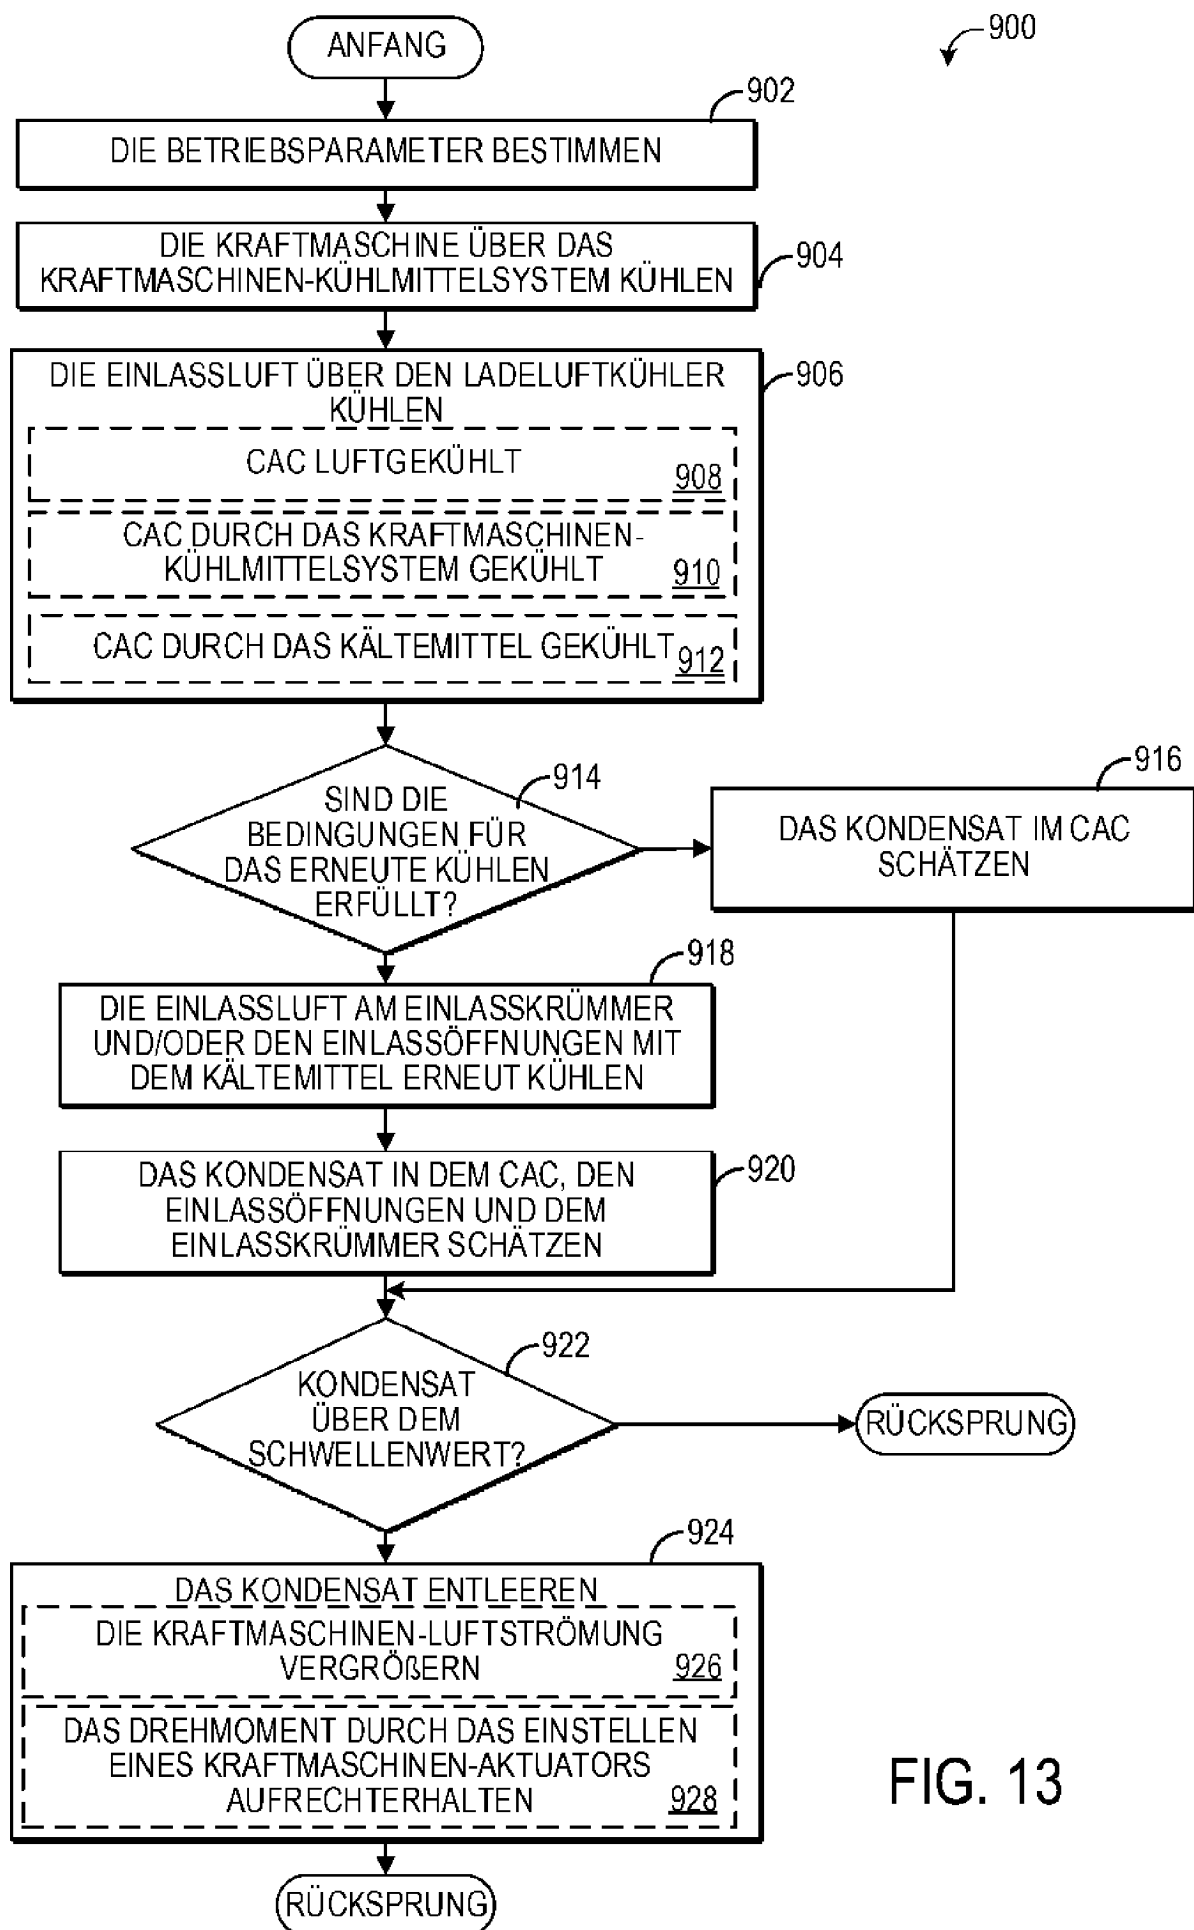 900
ANFANG
902
DIE BETRIEBSPARAMETER BESTIMMEN
DIE KRAFTMASCHINE ÜBER DAS
KRAFTMASCHINEN-KÜHLMITTELSYSTEM KÜHLEN
904
DIE EINLASSLUFT ÜBER DEN LADELUFTKÜHLER
KÜHLEN
906
CAC LUFTGEKÜHLT
908
CAC DURCH DAS KRAFTMASCHINEN-
KÜHLMITTELSYSTEM GEKÜHLT
910
CAC DURCH DAS KÄLTEMITTEL GEKÜHLT
912
914
SIND DIE
BEDINGUNGEN FÜR
DAS ERNEUTE KÜHLEN
ERFÜLLT?
916
DAS KONDENSAT IM CAC
SCHÄTZEN
918
DIE EINLASSLUFT AM EINLASSKRÜMMER
UND/ODER DEN EINLASSÖFFNUNGEN MIT
DEM KÄLTEMITTEL ERNEUT KÜHLEN
920
DAS KONDENSAT IN DEM CAC, DEN
EINLASSÖFFNUNGEN UND DEM
EINLASSKRÜMMER SCHÄTZEN
922
KONDENSAT
ÜBER DEM
SCHWELLENWERT?
RÜCKSPRUNG
924
DAS KONDENSAT ENTLEEREN
DIE KRAFTMASCHINEN-LUFTSTRÖMUNG
VERGRÖßERN
926
DAS DREHMOMENT DURCH DAS EINSTELLEN
EINES KRAFTMASCHINEN-AKTUATORS
AUFRECHTERHALTEN
928
RÜCKSPRUNG
FIG. 13